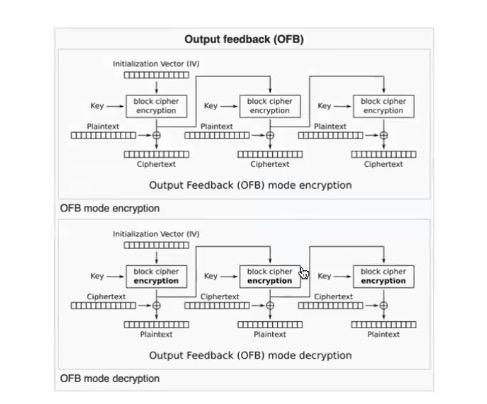 Output feedback (OFB)
Initialization Vector (IV)
Key block cipher encryption Key block cipher encryption Key block cipher encryption
Plaintext Plaintext Plaintext
Ciphertext Ciphertext Ciphertext
Output Feedback (OFB) mode encryption
OFB mode encryption
Initialization Vector (IV)
Key block cipher encryption Key block cipher encryption Key block cipher encryption
Ciphertext Ciphertext Ciphertext
Plaintext Plaintext Plaintext
Output Feedback (OFB) mode decryption
OFB mode decryption